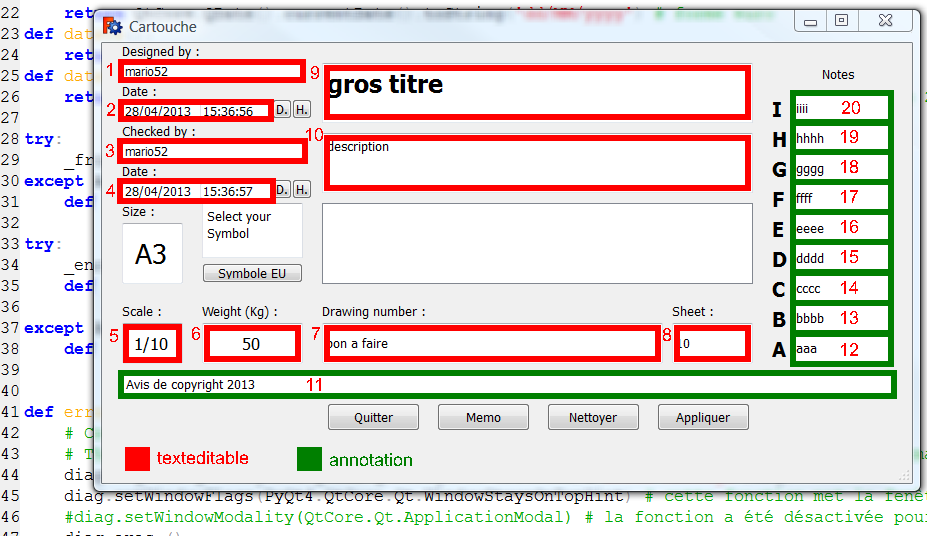 22
23 def dat
24 ret
25 def dat
26 ret
27
28 try:
29 _fr
30 except
31 def
32
33 try:
34 _en
35 def
36
37 except
38 def
39
40
41 def erre
42 # C
43 # T
44 diag
45 diag.setWindowFlags(PyQt4.QtCore.Qt.WindowStaysOnTopHint) # cette fonction met la fenêt
46 #diag.setWindowModality(QtCore.Qt.ApplicationModal) # la fonction a été désactivée pour
47
Cartouche
Designed by :
1 mario52
Date :
2 28/04/2013 15:36:56 D. H.
Checked by :
3 mario52
Date :
4 28/04/2013 15:36:57 D. H.
9 gros titre
10 description
Size :
A3
Select your
Symbol
Symbole EU
Scale :
5 1/10
Weight (Kg) :
6 50
Drawing number :
7 bon a faire
Sheet :
8 10
Notes
I iiii 20
H hhhh 19
G gggg 18
F ffff 17
E eeee 16
D dddd 15
C cccc 14
B bbbb 13
A aaa 12
Avis de copyright 2013 11
Quitter Memo Nettoyer Appliquer
texteditable annotation